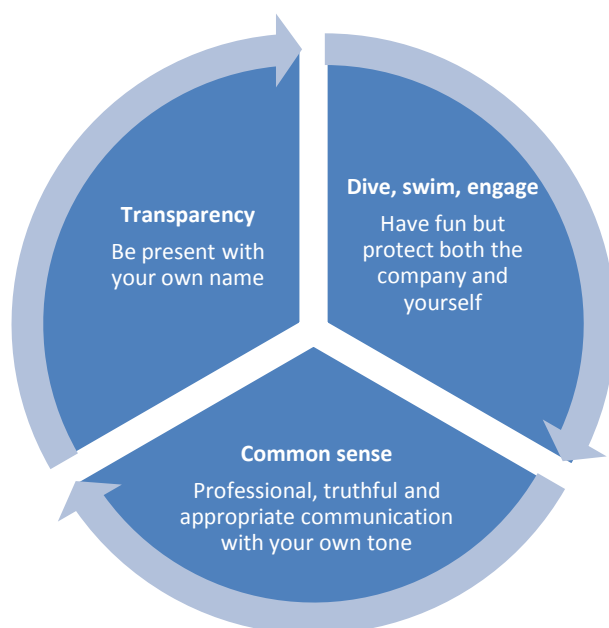 Transparency
Be present with
your own name
Dive, swim, engage
Have fun but
protect both the
company and
yourself
Common sense
Professional, truthful and
appropriate communication
with your own tone